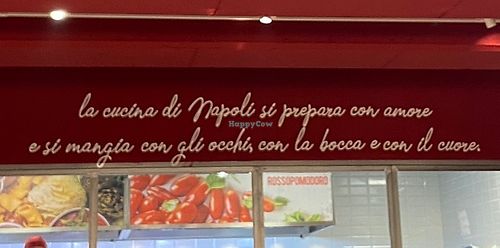 la cucina di Napoli si prepara con amore
HappyCow
e si mangia con gli occhi, con la bocca e con il cuore.
ROSSOPOMODORO